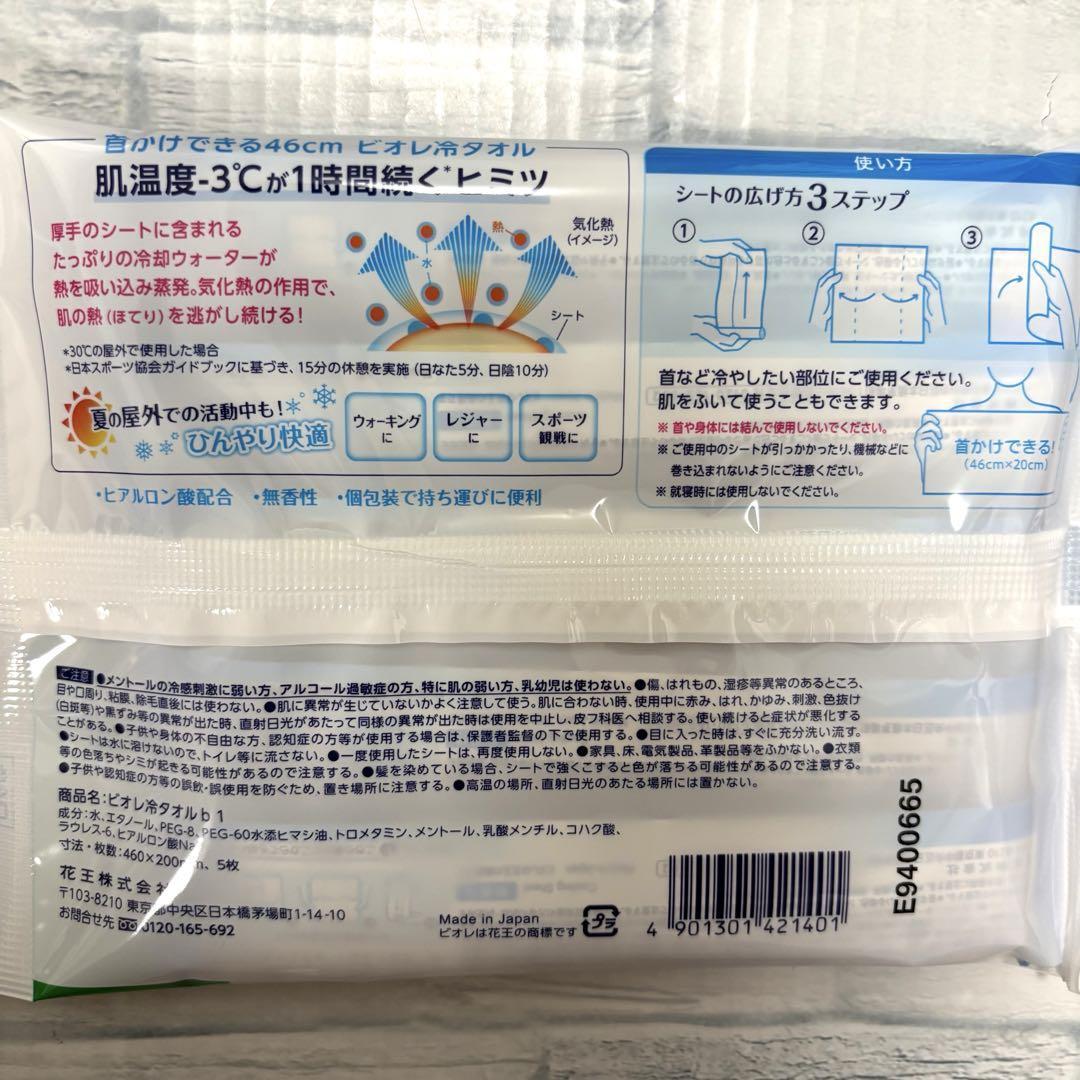 首かけできる46cm ビオレ冷タオル
肌温度-3℃が1時間続く*ヒミツ
厚手のシートに含まれる
たっぷりの冷却ウォーターが
熱を吸い込み蒸発。気化熱の作用で、
肌の熱（ほてり）を逃がし続ける！
気化熱
（イメージ）
熱
水
シート
*30℃の屋外で使用した場合
*日本スポーツ協会ガイドブックに基づき、15分の休憩を実施（日なた5分、日陰10分）
夏の屋外での活動中も！
ひんやり快適
ウォーキング
に
レジャー
に
スポーツ
観戦に
・ヒアルロン酸配合 ・無香性 ・個包装で持ち運びに便利
使い方
シートの広げ方3ステップ
① ② ③
首など冷やしたい部位にご使用ください。
肌をふいて使うこともできます。
※ 首や身体には結んで使用しないでください。
※ ご使用中のシートが引っかかったり、機械などに
巻き込まれないようにご注意ください。
※ 就寝時には使用しないでください。
首かけできる!
（46cm×20cm）
ご注意 ●メントールの冷感刺激に弱い方、アルコール過敏症の方、特に肌の弱い方、乳幼児は使わない。●傷、はれもの、湿疹等異常のあるところ、
目や口周り、粘膜、除毛直後には使わない。●肌に異常が生じていないかよく注意して使う。肌に合わない時、使用中に赤み、はれ、かゆみ、刺激、色抜け
(白斑等)や黒ずみ等の異常が出た時、直射日光があたって同様の異常が出た時は使用を中止し、皮フ科医へ相談する。使い続けると症状が悪化する
ことがある。●子供や身体の不自由な方、認知症の方等が使用する場合は、保護者監督の下で使用する。●目に入った時は、すぐに充分洗い流す。
●シートは水に溶けないので、トイレ等に流さない。●一度使用したシートは、再度使用しない。●家具、床、電気製品、革製品等をふかない。●衣類
等の色落ちやシミが起きる可能性があるので注意する。●髪を染めている場合、シートで強くこすると色が落ちる可能性があるので注意する。
●子供や認知症の方等の誤飲・誤使用を防ぐため、置き場所に注意する。●高温の場所、直射日光のあたる場所には置かない。
商品名：ビオレ冷タオルb1
成分：水、エタノール、PEG-8、PEG-60水添ヒマシ油、トロメタミン、メントール、乳酸メンチル、コハク酸、
ラウレス-6、ヒアルロン酸Na
寸法・枚数：460×200mm、5枚
花王株式会
〒103-8210 東京都中央区日本橋茅場町1-14-10
お問合せ先 0120-165-692
Made in Japan
ビオレは花王の商標です
プラ
4 901301 421401
E9400665